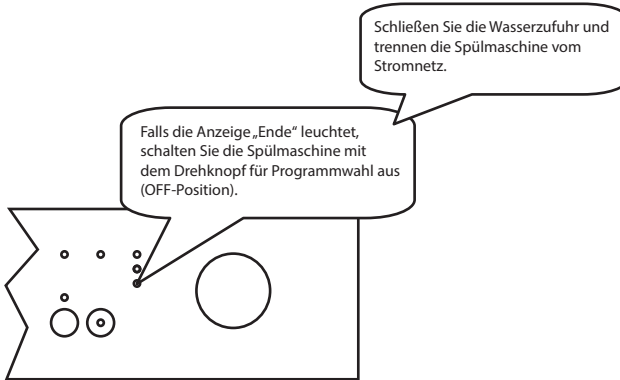 Schließen Sie die Wasserzufuhr und
trennen die Spülmaschine vom
Stromnetz.
Falls die Anzeige „Ende“ leuchtet,
schalten Sie die Spülmaschine mit
dem Drehknopf für Programmwahl aus
(OFF-Position).